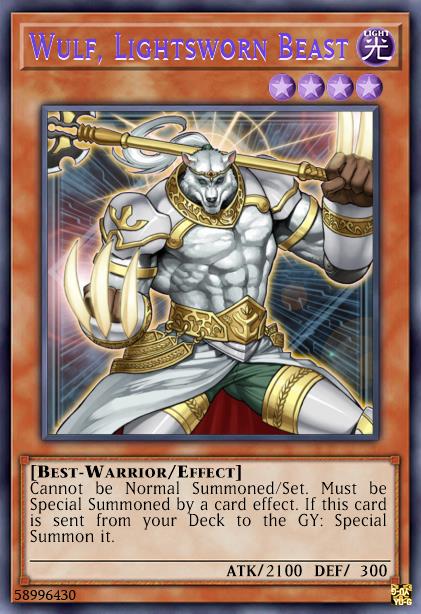 Wulf, Lightsworn Beast
LIGHT
光
[Best-Warrior/Effect]
Cannot be Normal Summoned/Set. Must be
Special Summoned by a card effect. If this card
is sent from your Deck to the GY: Special
Summon it.
ATK/2100 DEF/ 300
58996430